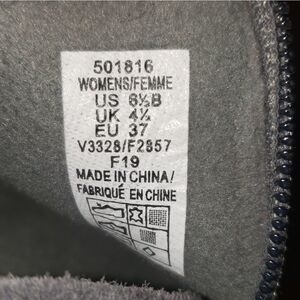 501816
WOMENS/FEMME
US 6½B
UK 4½
EU 37
V3328/F2857
F19
MADE IN CHINA/
FABRIQUÉ EN CHINE